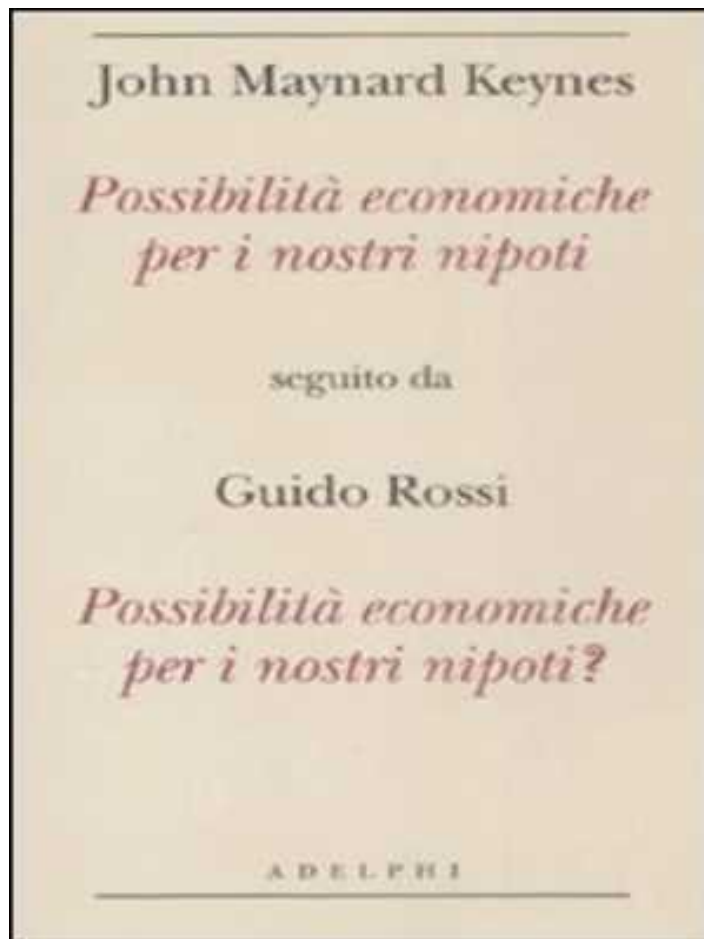 John Maynard Keynes
Possibilità economiche
per i nostri nipoti
seguito da
Guido Rossi
Possibilità economiche
per i nostri nipoti?
ADELPHI